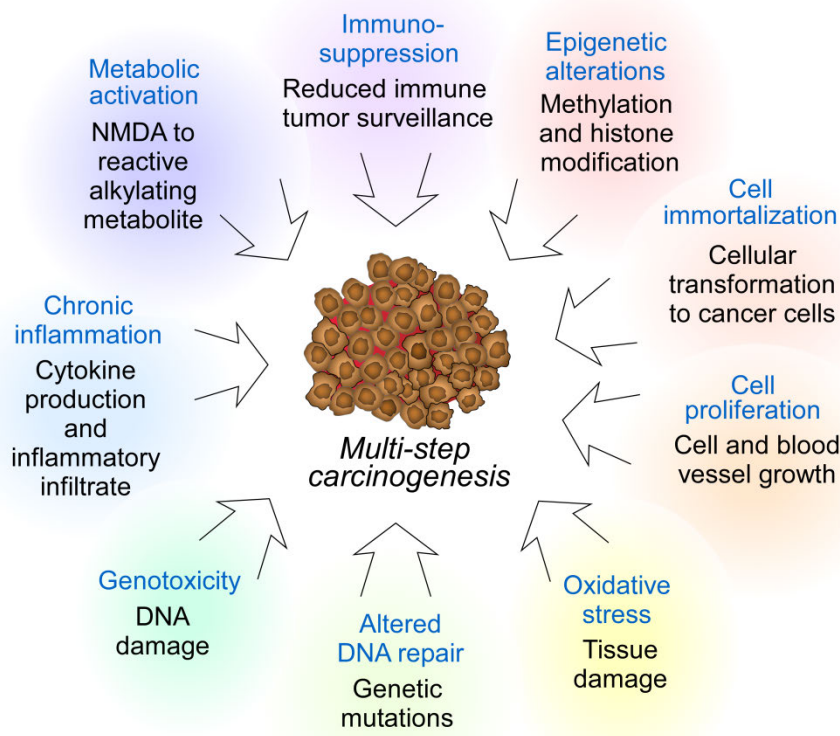 Immuno-
suppression
Reduced immune
tumor surveillance
Epigenetic
alterations
Methylation
and histone
modification
Metabolic
activation
NMDA to
reactive
alkylating
metabolite
Cell
immortalization
Cellular
transformation
to cancer cells
Chronic
inflammation
Cytokine
production
and
inflammatory
infiltrate
Cell
proliferation
Cell and blood
vessel growth
Multi-step
carcinogenesis
Genotoxicity
DNA
damage
Altered
DNA repair
Genetic
mutations
Oxidative
stress
Tissue
damage